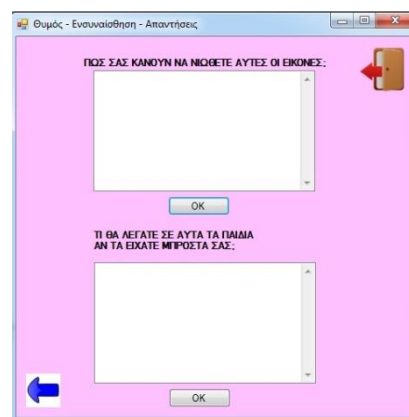 Θυμός - Ενσυναίσθηση - Απαντήσεις
ΠΩΣ ΣΑΣ ΚΑΝΟΥΝ ΝΑ ΝΙΩΘΕΤΕ ΑΥΤΕΣ ΟΙ ΕΙΚΟΝΕΣ;
OK
ΤΙ ΘΑ ΛΕΓΑΤΕ ΣΕ ΑΥΤΑ ΤΑ ΠΑΙΔΙΑ
ΑΝ ΤΑ ΕΙΧΑΤΕ ΜΠΡΟΣΤΑ ΣΑΣ;
OK